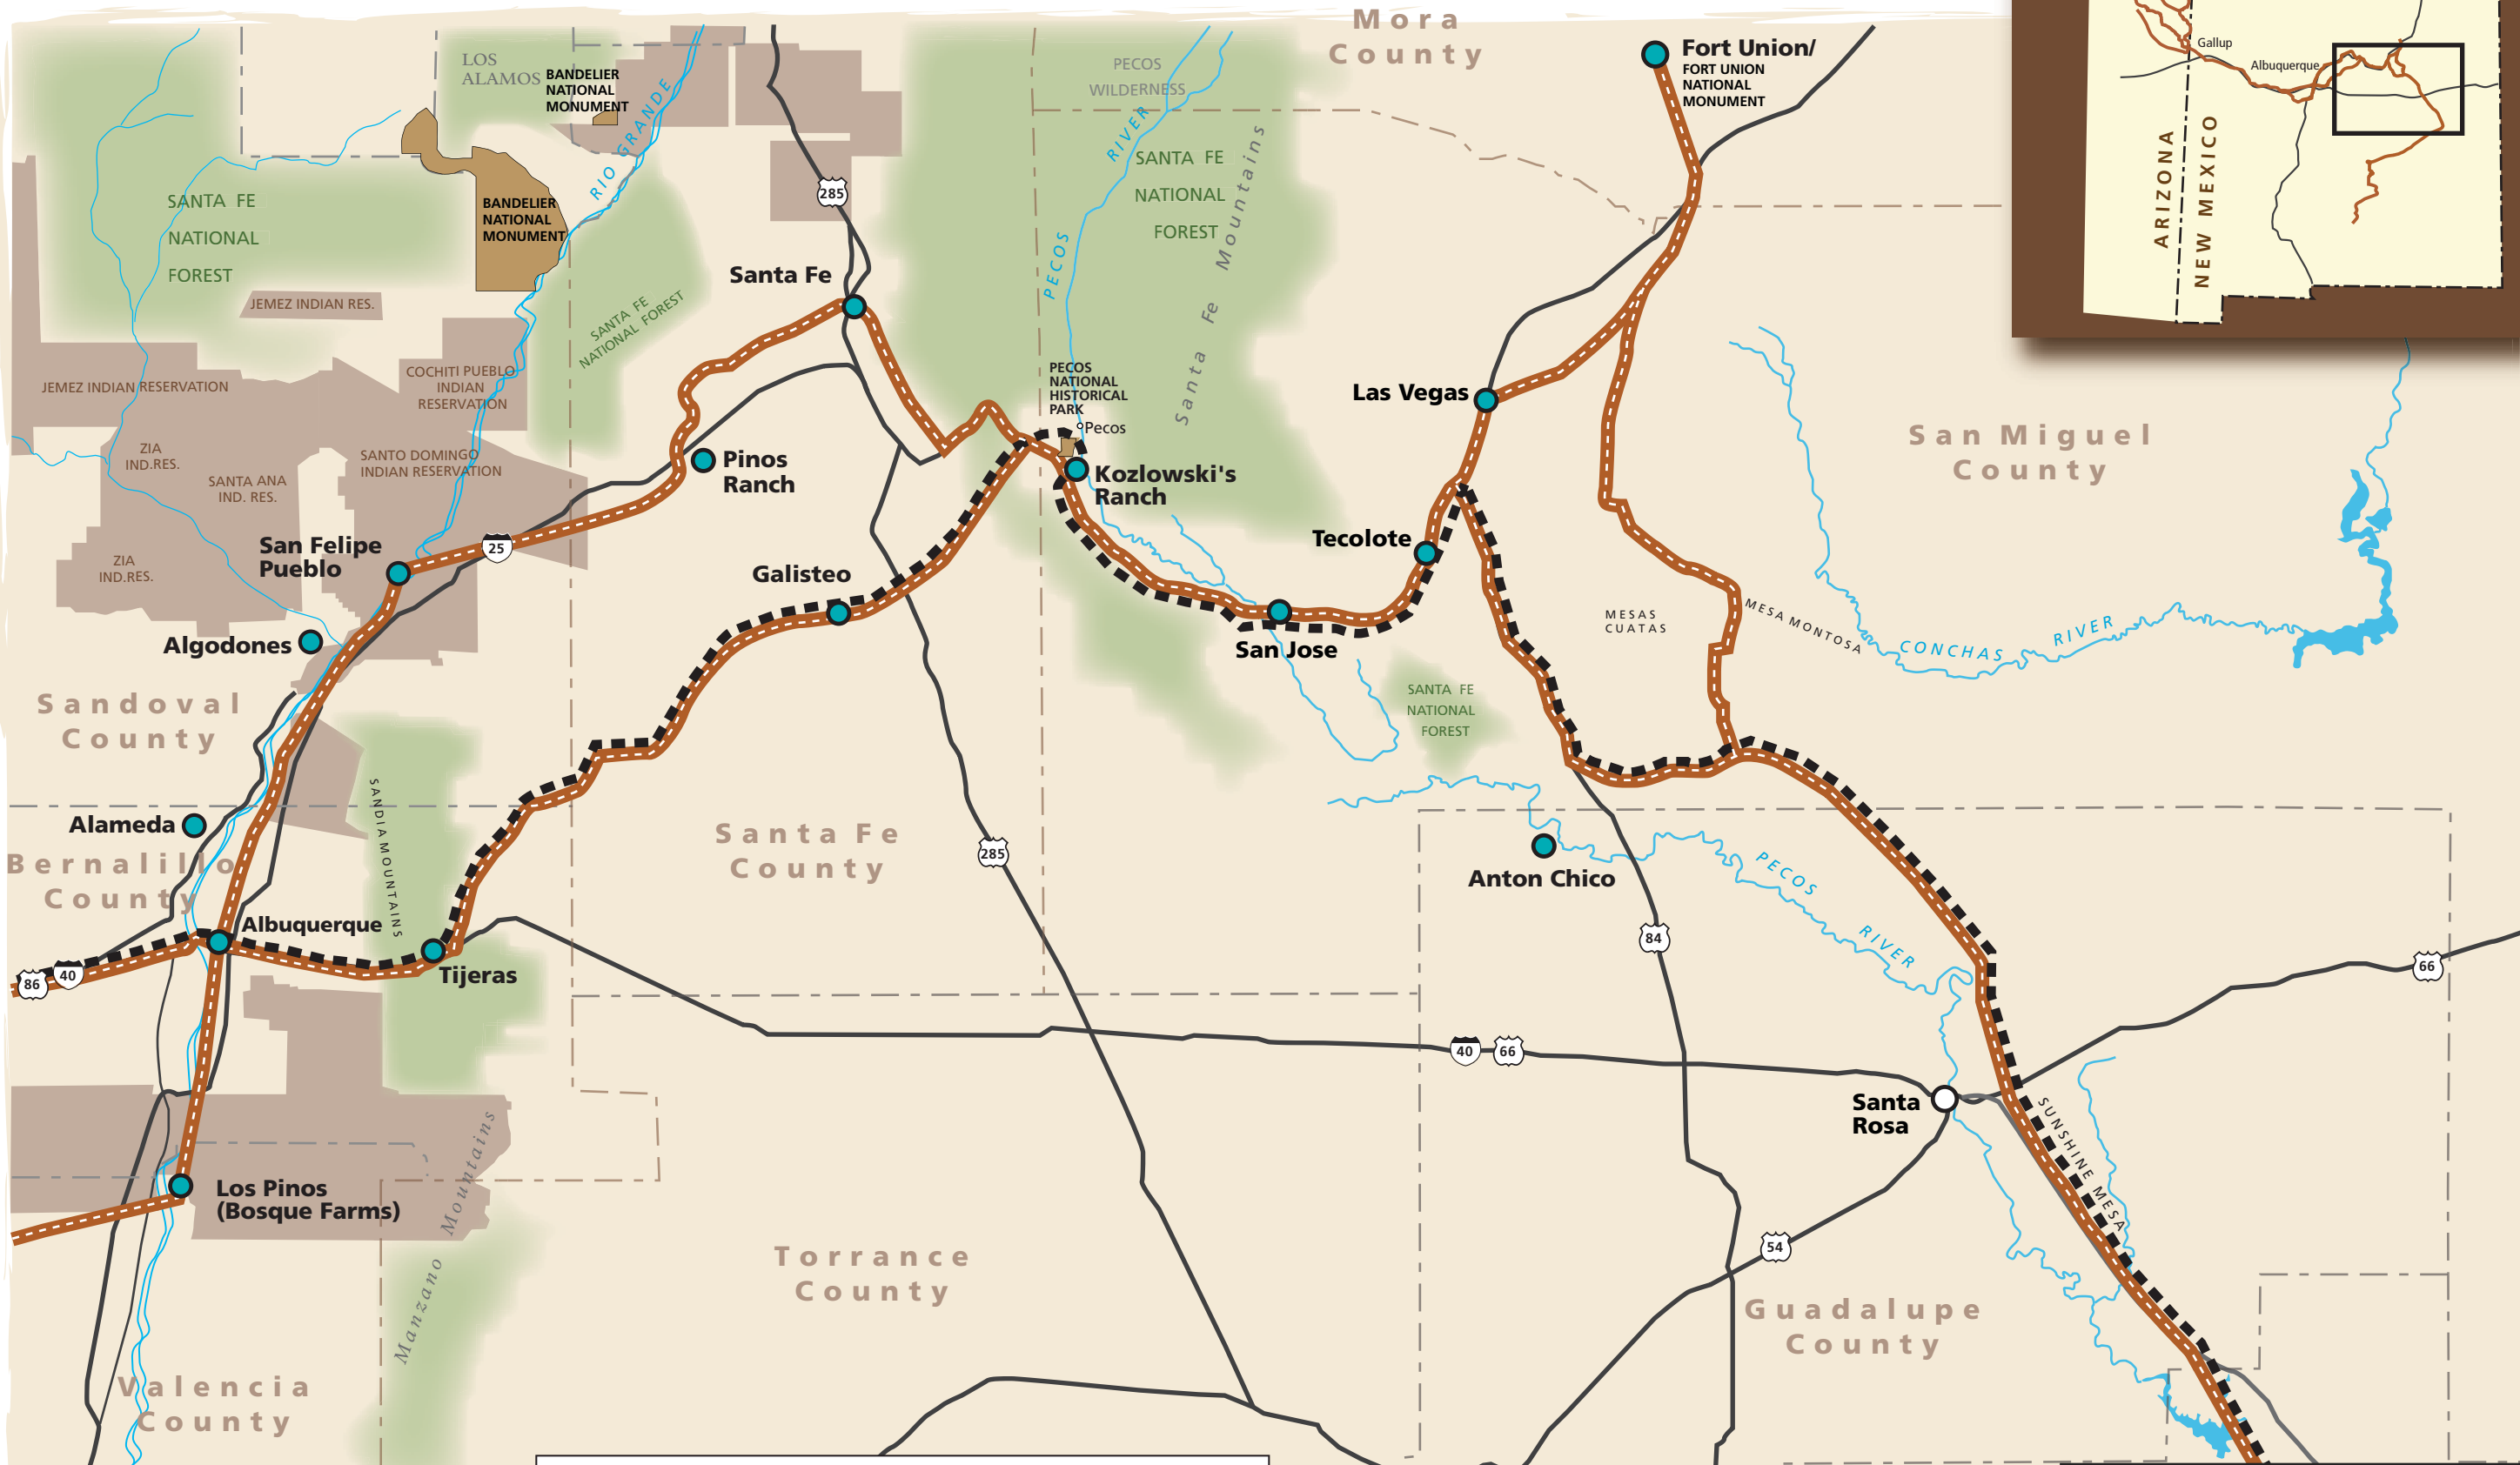 Mora
County
Fort Union/
FORT UNION
NATIONAL
MONUMENT
Gallup
Albuquerque
ARIZONA
NEW MEXICO
LOS
ALAMOS
BANDELIER
NATIONAL
MONUMENT
RIO GRANDE
PECOS
WILDERNESS
PECOS RIVER
SANTA FE
NATIONAL
FOREST
Santa Fe Mountains
285
SANTA FE
NATIONAL
FOREST
BANDELIER
NATIONAL
MONUMENT
JEMEZ INDIAN RES.
SANTA FE
NATIONAL FOREST
Santa Fe
JEMEZ INDIAN RESERVATION
COCHITI PUEBLO
INDIAN
RESERVATION
PECOS
NATIONAL
HISTORICAL
PARK
Pecos
Las Vegas
San Miguel
County
ZIA
IND.RES.
SANTA ANA
IND. RES.
SANTO DOMINGO
INDIAN RESERVATION
Pinos
Ranch
Kozlowski's
Ranch
Tecolote
San Felipe
Pueblo
25
ZIA
IND.RES.
Galisteo
Algodones
San Jose
MESAS
CUATAS
MESA MONTOSA
CONCHAS RIVER
SANTA FE
NATIONAL
FOREST
Sandoval
County
SANDIA MOUNTAINS
Alameda
Bernalillo
County
Santa Fe
County
285
Anton Chico
PECOS RIVER
84
Albuquerque
Tijeras
86
40
66
40
66
Santa
Rosa
SUNSHINE MESA
Los Pinos
(Bosque Farms)
Manzano Mountains
Torrance
County
54
Guadalupe
County
Valencia
County